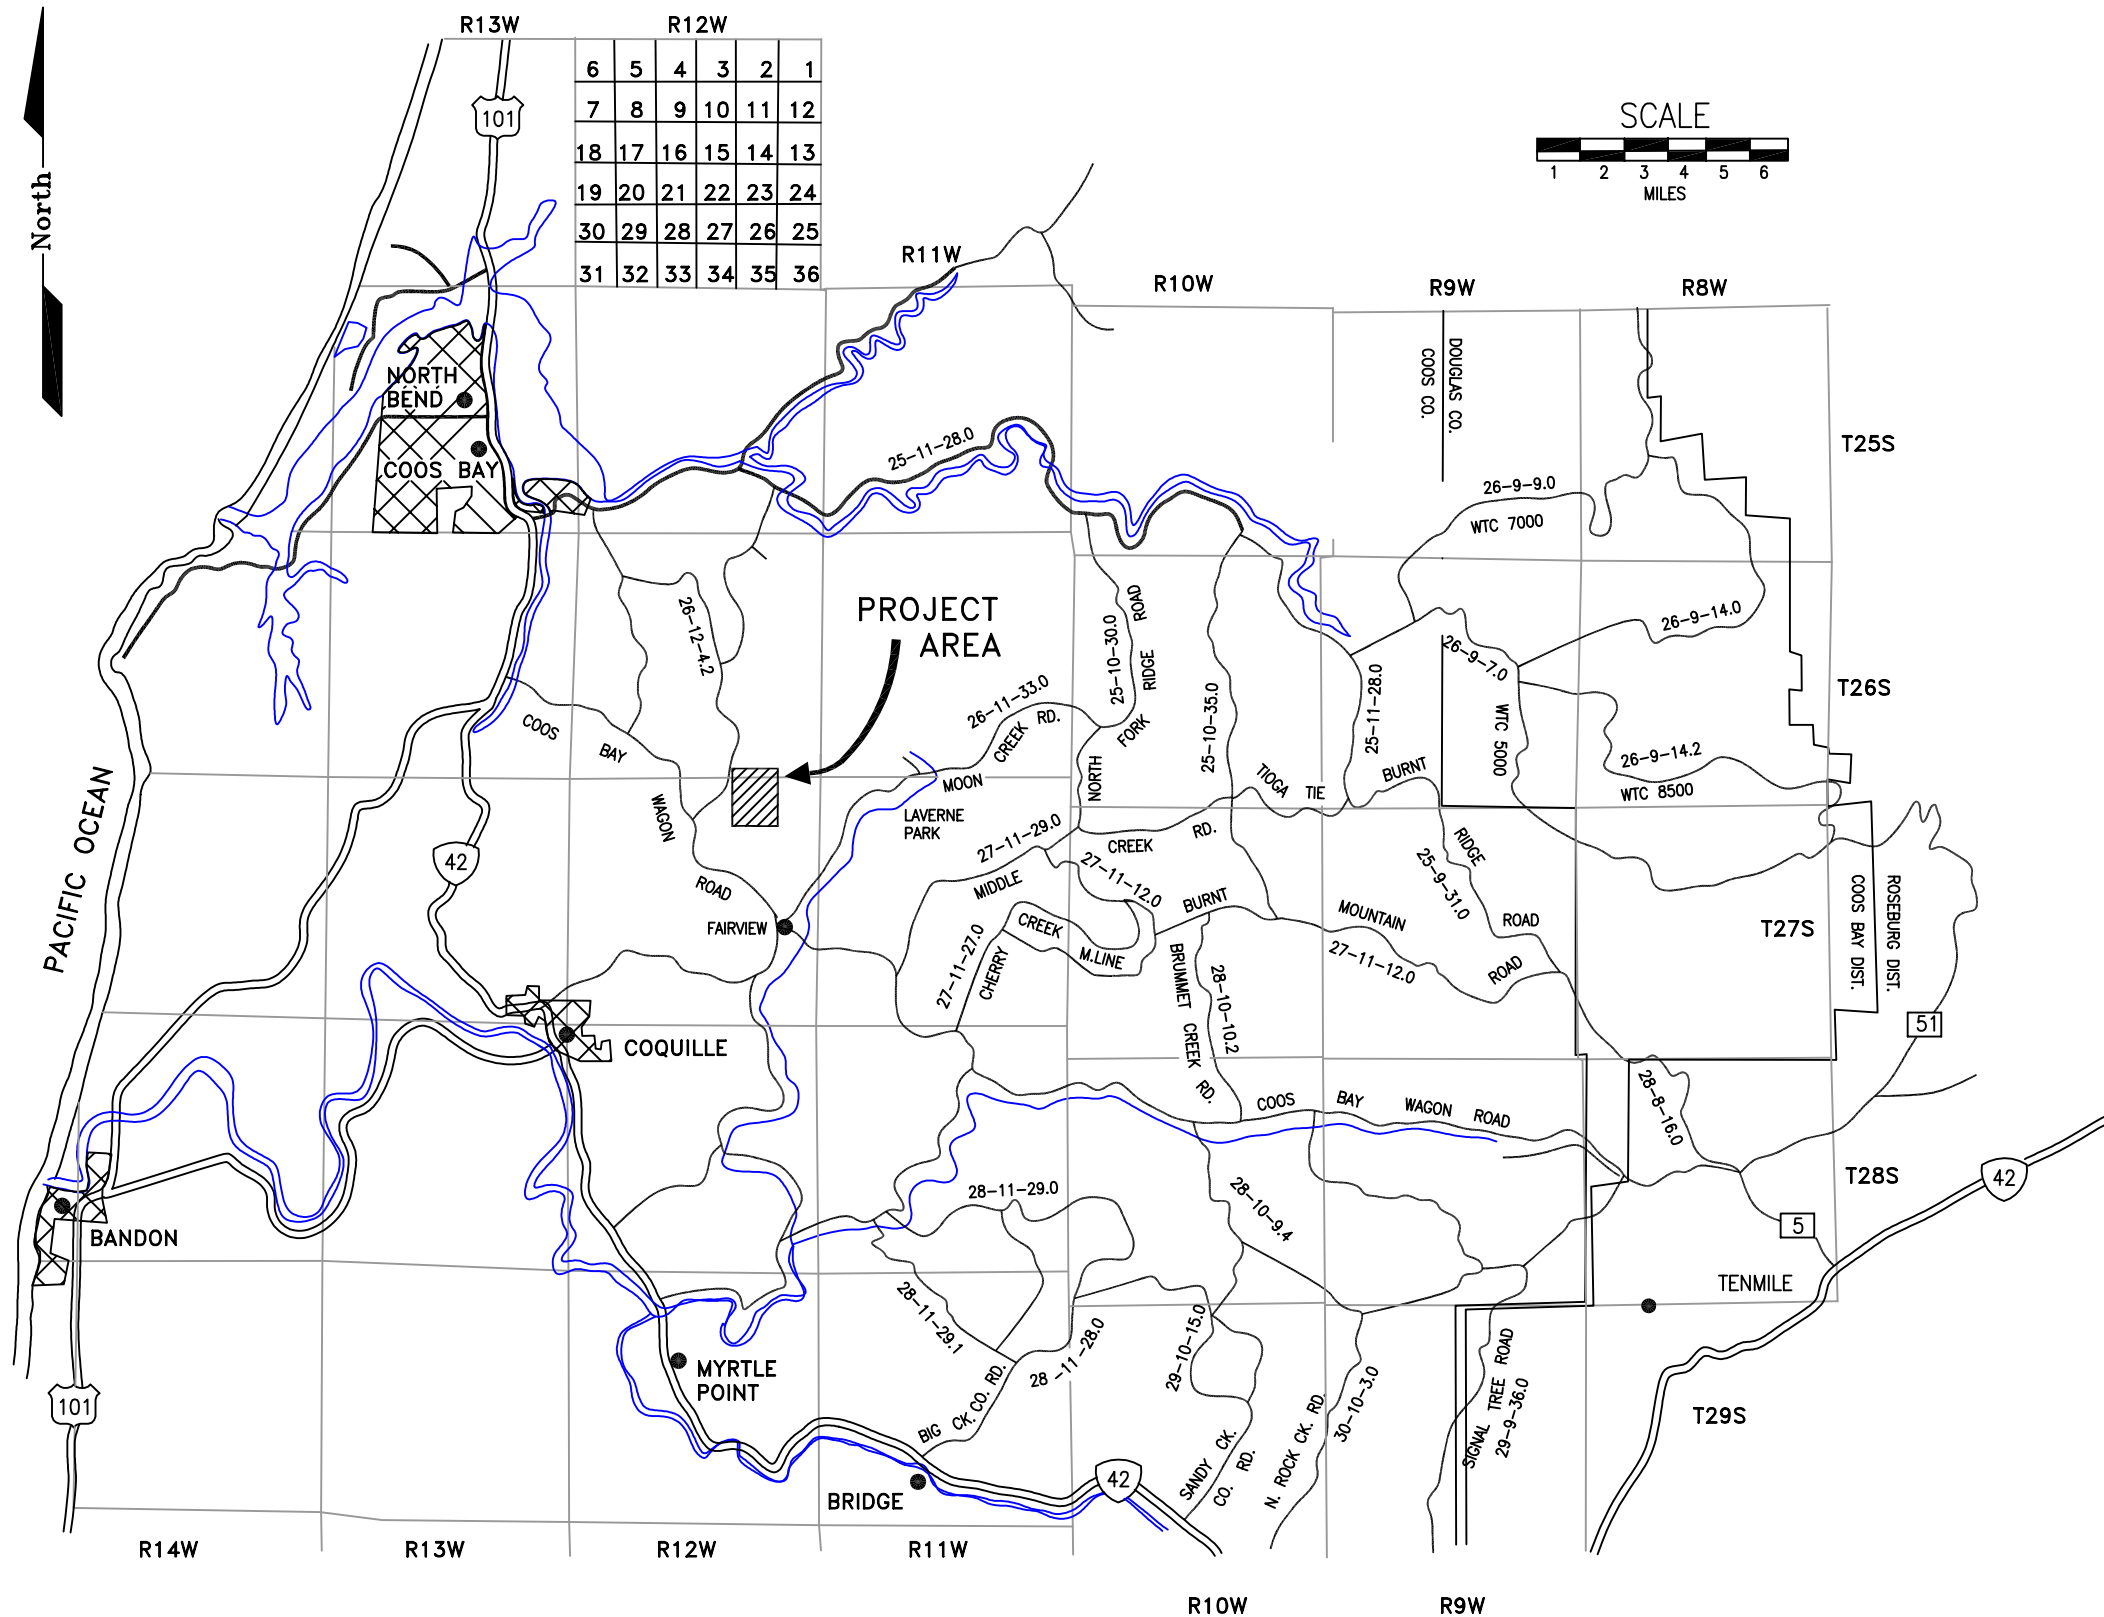 R13W
R12W
6 5 4 3 2 1
7 8 9 10 11 12
18 17 16 15 14 13
19 20 21 22 23 24
30 29 28 27 26 25
31 32 33 34 35 36
101
North
SCALE
1 2 3 4 5 6
MILES
R11W
R10W
R9W
R8W
DOUGLAS CO.
COOS CO.
NORTH
BEND
COOS BAY
25-11-28.0
26-9-9.0
WTC 7000
T25S
PROJECT
AREA
26-12-4.2
25-10-30.0
RIDGE ROAD
NORTH FORK
26-11-33.0
MOON CREEK RD.
25-10-35.0
25-11-28.0
26-9-7.0
26-9-14.0
WTC 5000
T26S
26-9-14.2
WTC 8500
COOS BAY WAGON ROAD
PACIFIC OCEAN
42
LAVERNE
PARK
TIOGA TIE
BURNT RIDGE ROAD
25-9-31.0
27-11-29.0
MIDDLE CREEK RD.
27-11-12.0
BURNT MOUNTAIN ROAD
27-11-12.0
FAIRVIEW
27-11-27.0
CHERRY CREEK M.LINE
BRUMMET CREEK RD.
28-10-10.2
T27S
COOS BAY DIST.
ROSEBURG DIST.
51
COQUILLE
COOS BAY WAGON ROAD
28-8-16.0
T28S
42
5
28-11-29.0
28-10-9.4
BANDON
TENMILE
28-11-29.1
28-11-28.0
29-10-15.0
BIG CK. CO. RD.
SANDY CK.
CO. RD.
N. ROCK CK. RD.
30-10-3.0
SIGNAL TREE ROAD
29-9-36.0
T29S
MYRTLE
POINT
101
BRIDGE
42
R14W
R13W
R12W
R11W
R10W
R9W